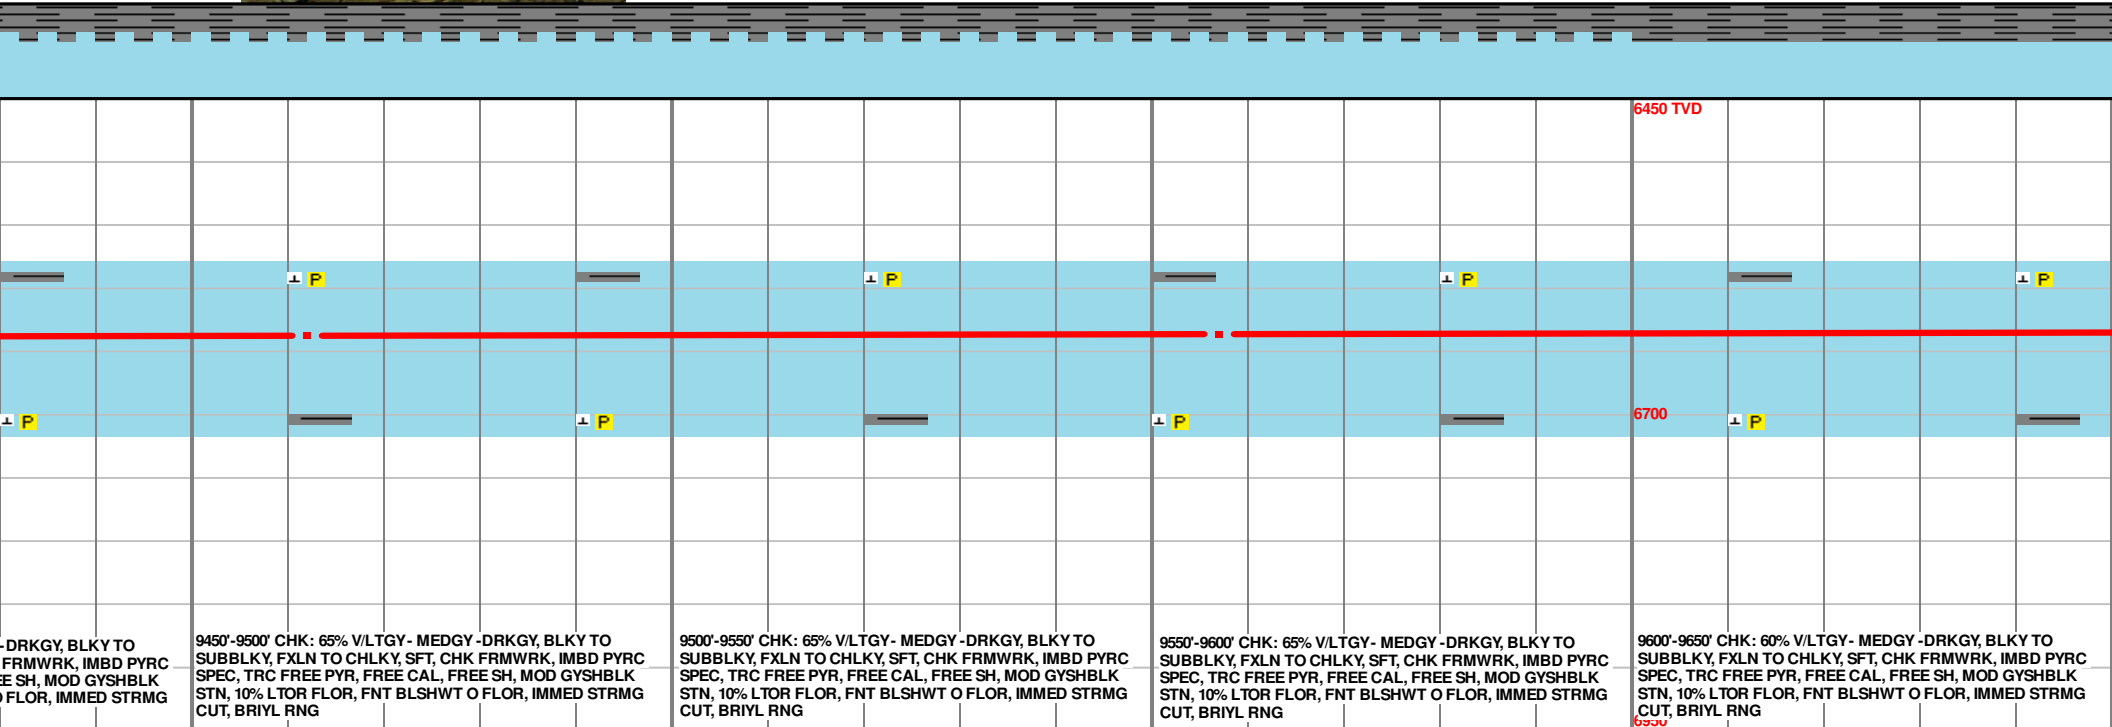 6450 TVD
P P P P
6700
P P P P
-DRKGY, BLKY TO
FRMWRK, IMBD PYRC
EE SH, MOD GYSHBLK
O FLOR, IMMED STRMG
9450'-9500' CHK: 65% V/LTGY- MEDGY -DRKGY, BLKY TO
SUBBLKY, FXLN TO CHLKY, SFT, CHK FRMWRK, IMBD PYRC
SPEC, TRC FREE PYR, FREE CAL, FREE SH, MOD GYSHBLK
STN, 10% LTOR FLOR, FNT BLSHWT O FLOR, IMMED STRMG
CUT, BRIYL RNG
9500'-9550' CHK: 65% V/LTGY- MEDGY -DRKGY, BLKY TO
SUBBLKY, FXLN TO CHLKY, SFT, CHK FRMWRK, IMBD PYRC
SPEC, TRC FREE PYR, FREE CAL, FREE SH, MOD GYSHBLK
STN, 10% LTOR FLOR, FNT BLSHWT O FLOR, IMMED STRMG
CUT, BRIYL RNG
9550'-9600' CHK: 65% V/LTGY- MEDGY -DRKGY, BLKY TO
SUBBLKY, FXLN TO CHLKY, SFT, CHK FRMWRK, IMBD PYRC
SPEC, TRC FREE PYR, FREE CAL, FREE SH, MOD GYSHBLK
STN, 10% LTOR FLOR, FNT BLSHWT O FLOR, IMMED STRMG
CUT, BRIYL RNG
9600'-9650' CHK: 60% V/LTGY- MEDGY -DRKGY, BLKY TO
SUBBLKY, FXLN TO CHLKY, SFT, CHK FRMWRK, IMBD PYRC
SPEC, TRC FREE PYR, FREE CAL, FREE SH, MOD GYSHBLK
STN, 10% LTOR FLOR, FNT BLSHWT O FLOR, IMMED STRMG
CUT, BRIYL RNG
6950